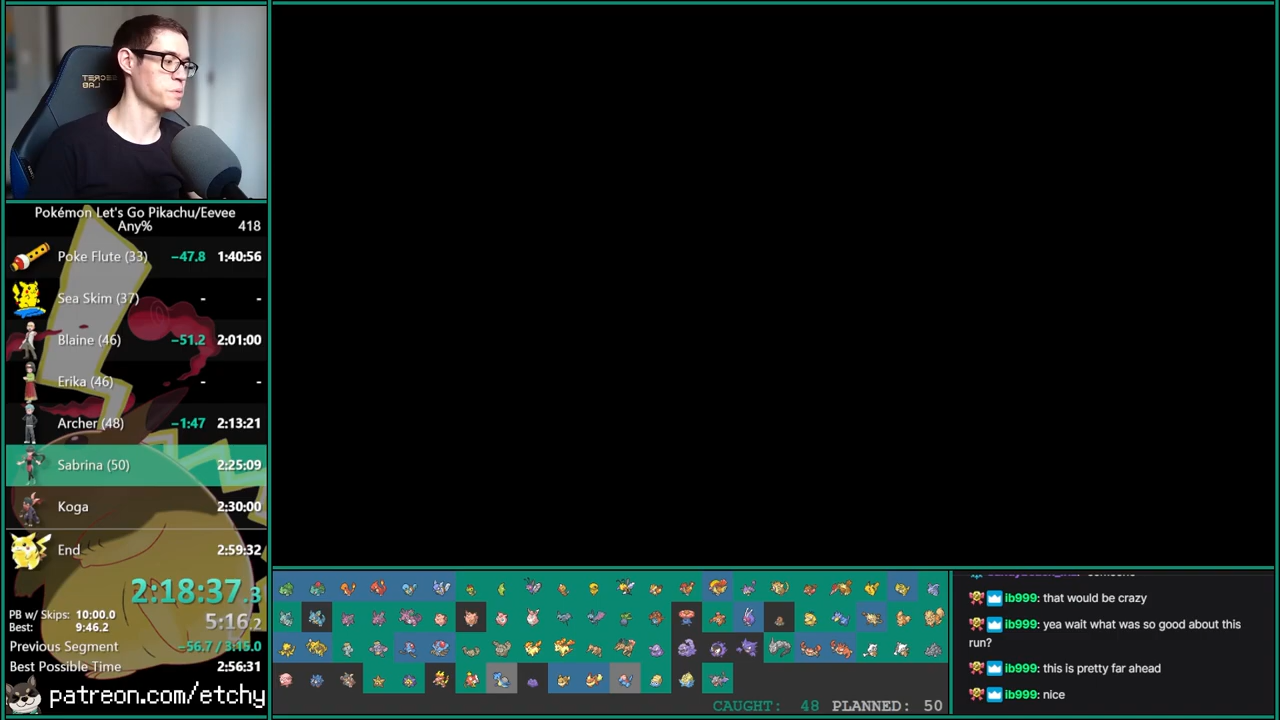 TERCES
BAL
Pokémon Let's Go Pikachu/Eevee
Any% 418
Poke Flute (33) −47.8 1:40:56
Sea Skim (37) - -
Blaine (46) −51.2 2:01:00
Erika (46) - -
Archer (48) −1:47 2:13:21
Sabrina (50) 2:25:09
Koga 2:30:00
End 2:59:32
2:18:37.3
PB w/ Skips: 10:00.0
Best: 9:46.2
5:16.2
Previous Segment −56.7 / 3:15.0
Best Possible Time 2:56:31
patreon.com/etchy
CAUGHT: 48 PLANNED: 50
ib999: that would be crazy
ib999: yea wait what was so good about this
run?
ib999: this is pretty far ahead
ib999: nice